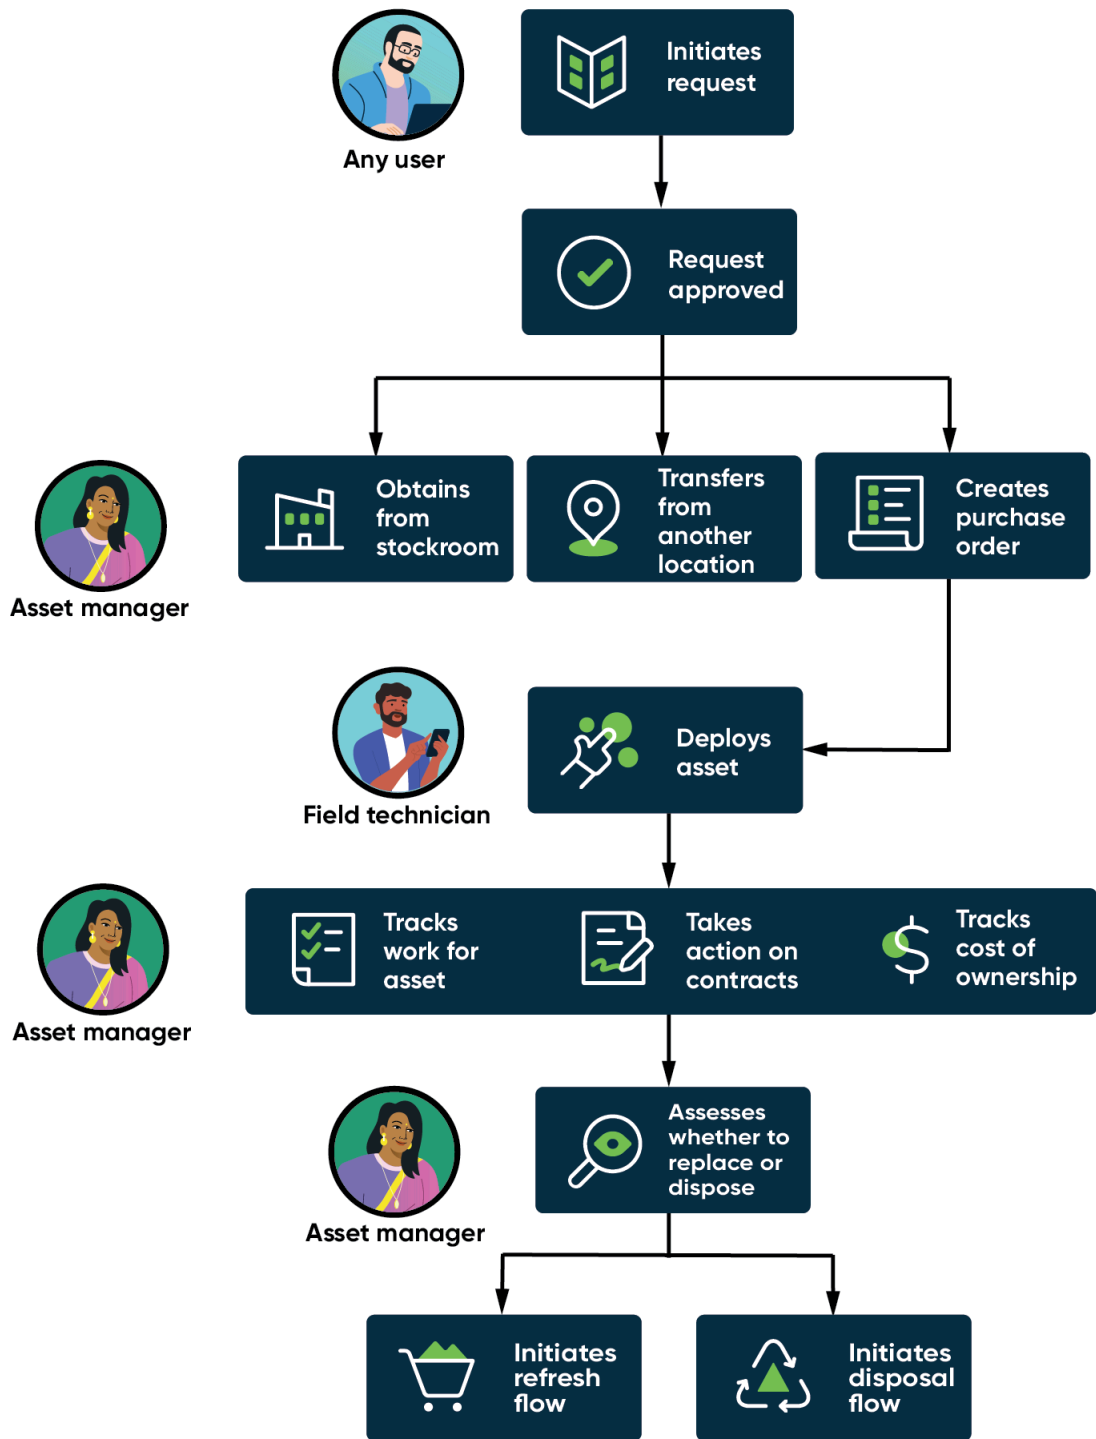 Initiates
request
Any user
Request
approved
Obtains
from
stockroom
Transfers
from
another
location
Creates
purchase
order
Asset manager
Deploys
asset
Field technician
Tracks
work for
asset
Takes
action on
contracts
Tracks
cost of
ownership
Asset manager
Assesses
whether to
replace or
dispose
Asset manager
Initiates
refresh
flow
Initiates
disposal
flow